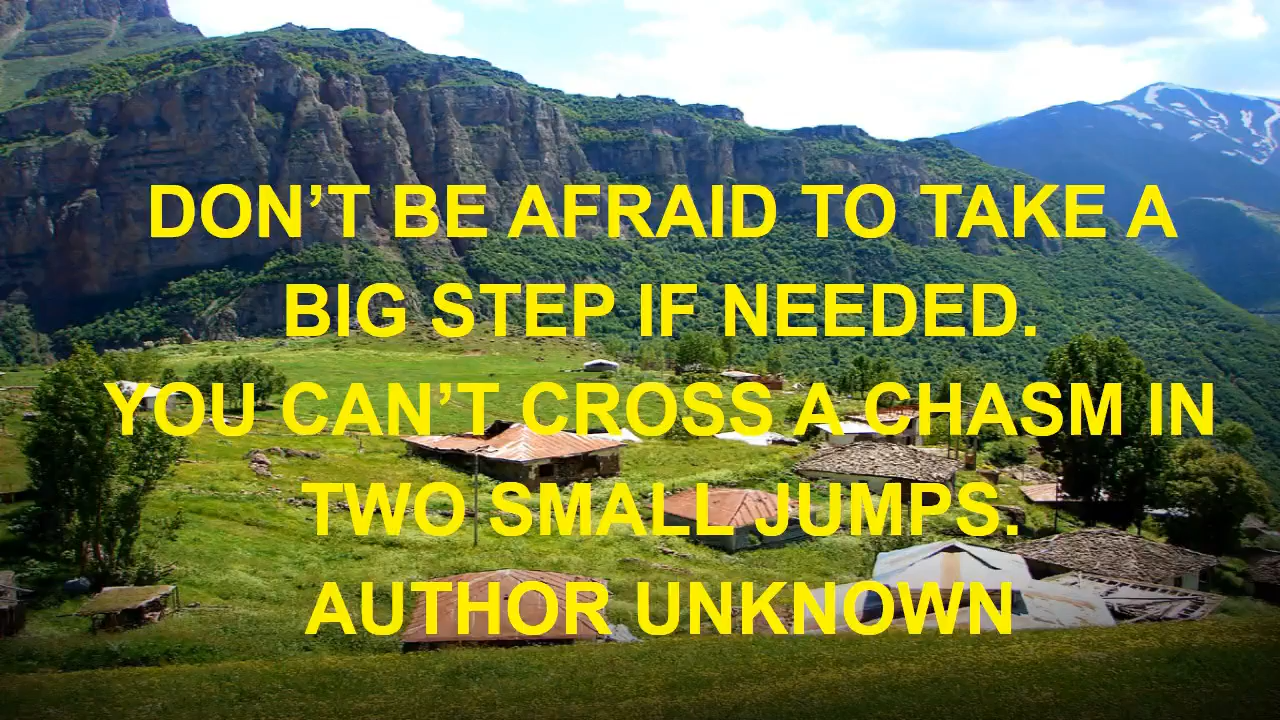 DON’T BE AFRAID TO TAKE A
BIG STEP IF NEEDED.
YOU CAN’T CROSS A CHASM IN
TWO SMALL JUMPS.
AUTHOR UNKNOWN